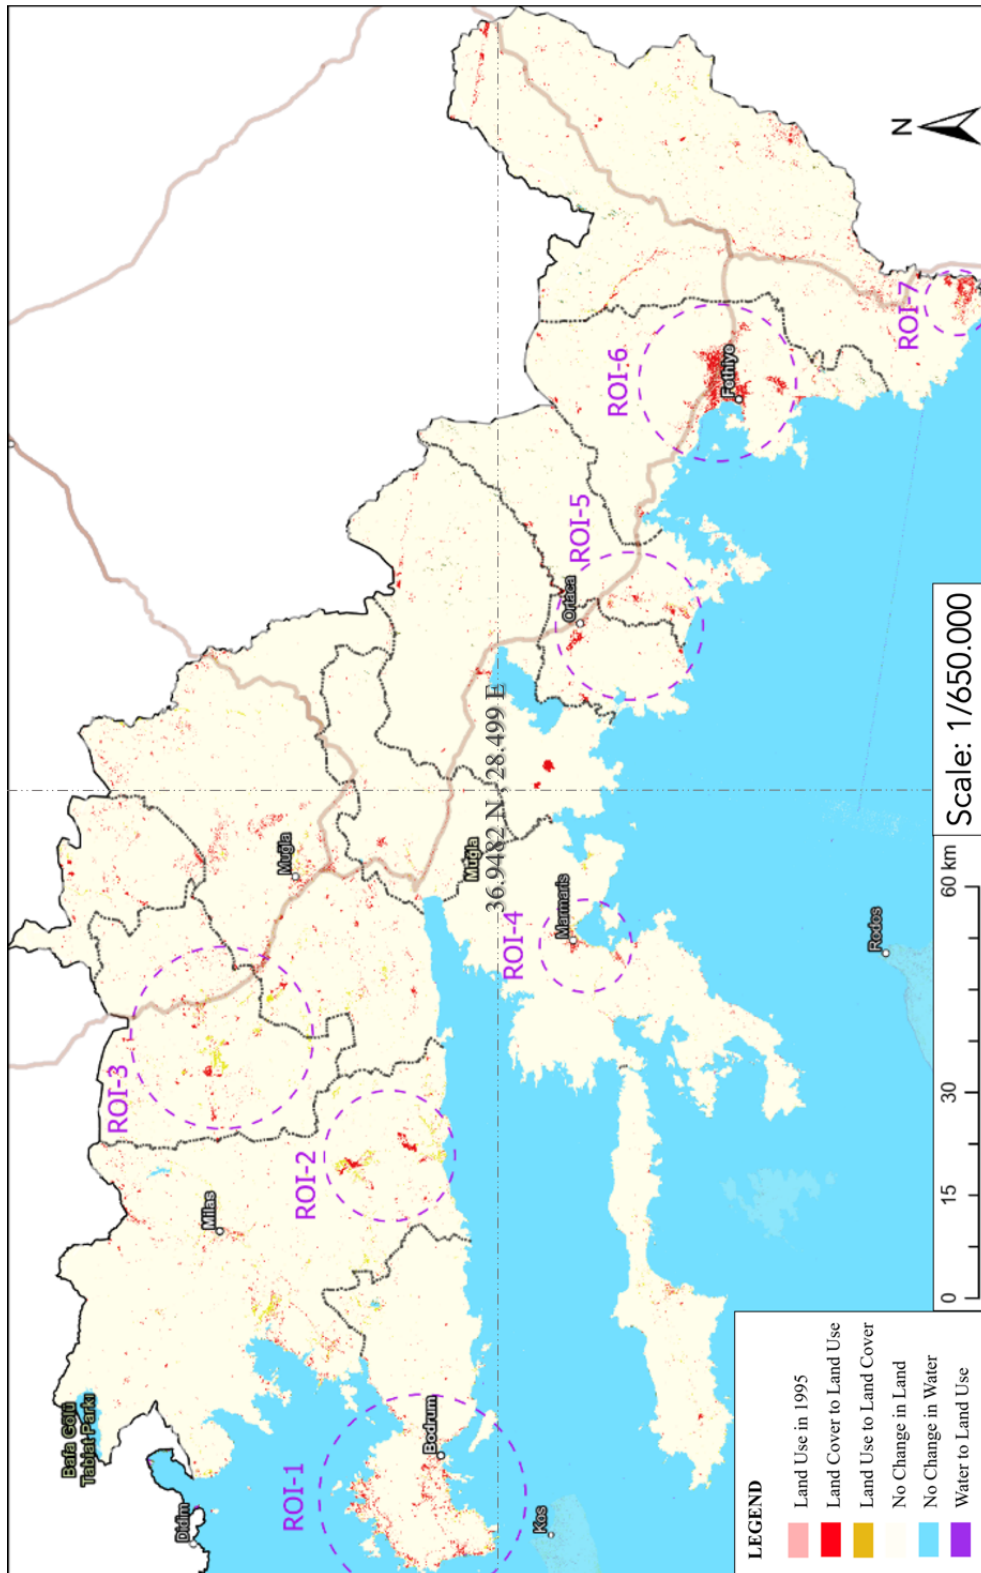 Bafa Gölü
Tabiat Parkı
Didim
Milas
ROI-3
Muğla
N
ROI-2
ROI-1
Bodrum
Kos
Muğla
36.9482 N, 28.499 E
ROI-4
Marmaris
ROI-5
Ortaca
ROI-6
Fethiye
ROI-7
Rodos
LEGEND
Land Use in 1995
Land Cover to Land Use
Land Use to Land Cover
No Change in Land
No Change in Water
Water to Land Use
0 15 30 60 km
Scale: 1/650.000